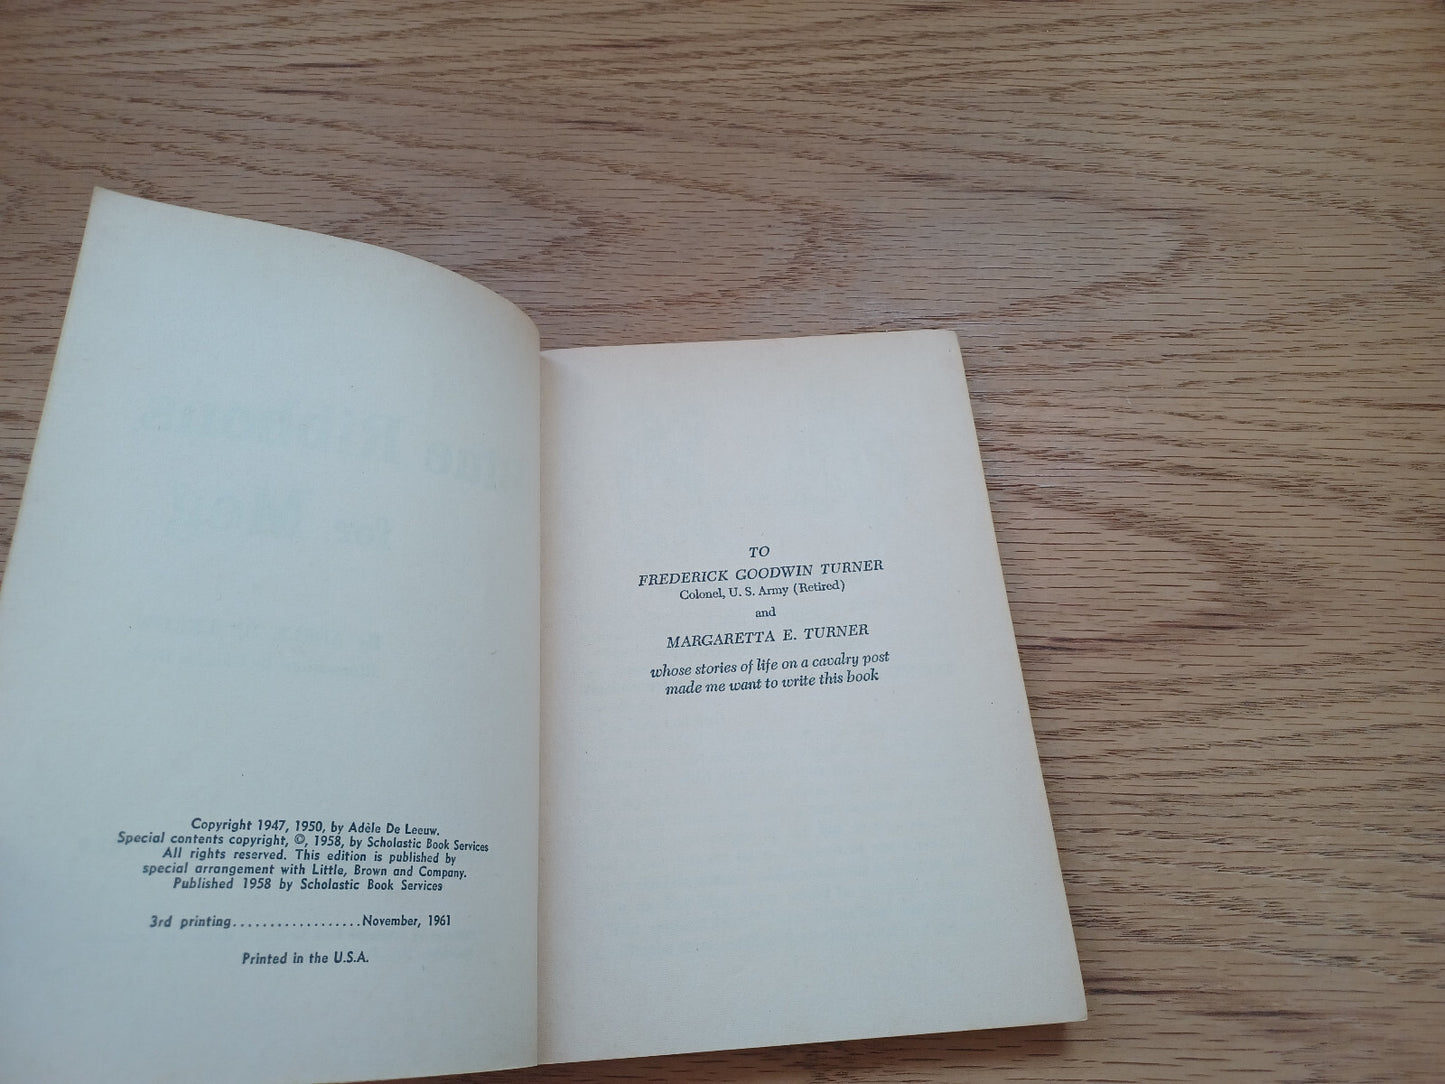 Copyright 1947, 1950, by Adèle De Leeuw.
Special contents copyright, ©, 1958, by Scholastic Book Services
All rights reserved. This edition is published by
special arrangement with Little, Brown and Company.
Published 1958 by Scholastic Book Services
3rd printing..................November, 1961
Printed in the U.S.A.
TO
FREDERICK GOODWIN TURNER
Colonel, U. S. Army (Retired)
and
MARGARETTA E. TURNER
whose stories of life on a cavalry post
made me want to write this book